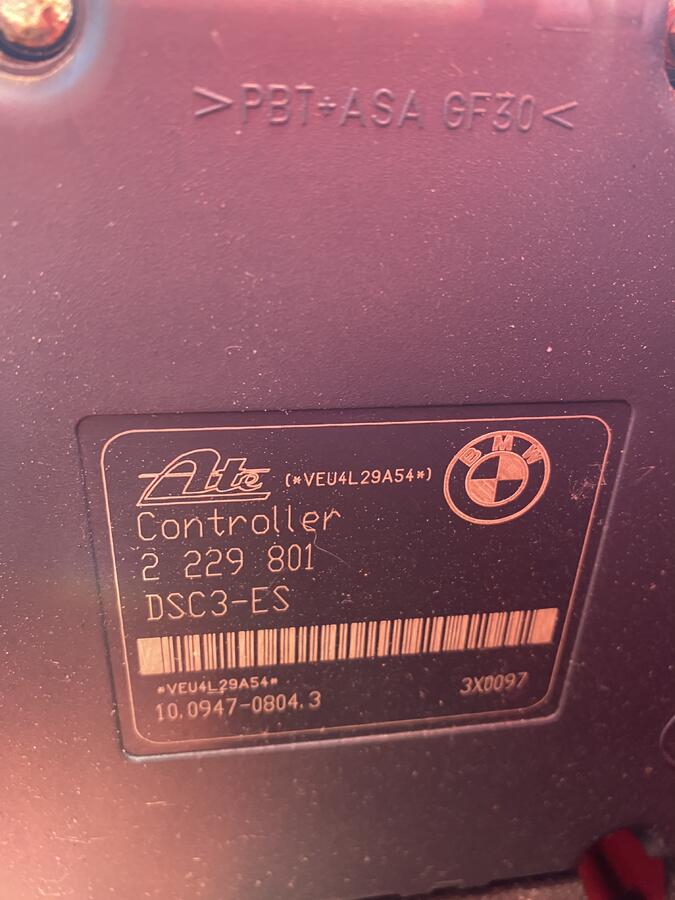 >PBT+ASA GF30<
Ate (*VEU4L29A54*) BMW
Controller
2 229 801
DSC3-ES
*VEU4L29A54*
10.0947-0804.3 3X0097